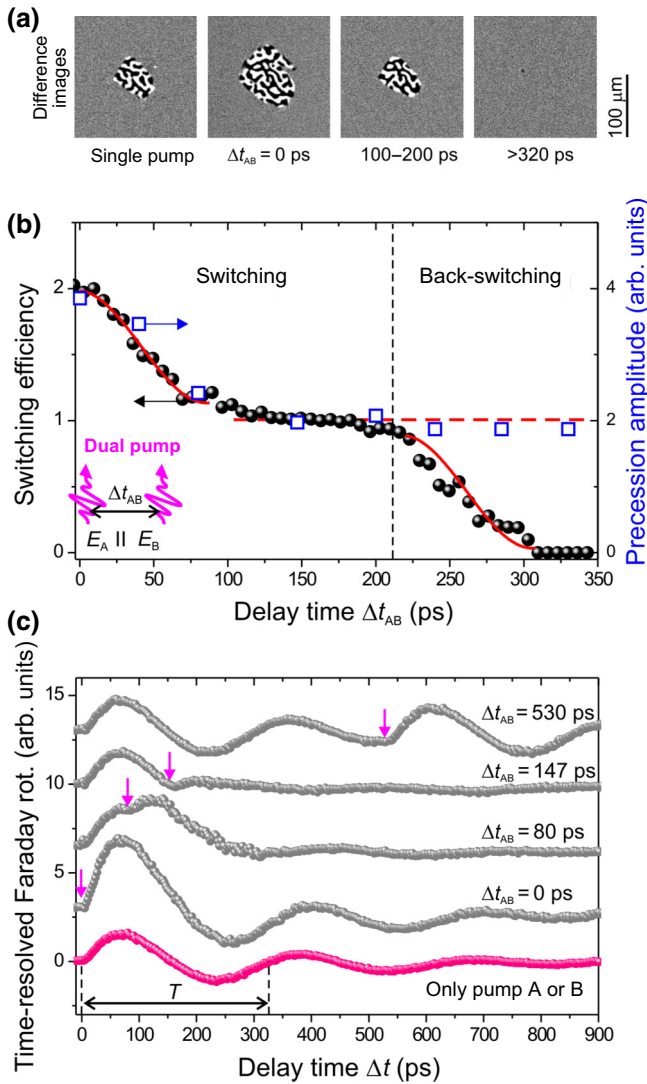 (a)
Difference
images
Single pump
Δt_AB = 0 ps
100–200 ps
>320 ps
100 μm
(b)
Switching
Back-switching
Switching efficiency
2
1
0
Precession amplitude (arb. units)
4
2
0
Dual pump
Δt_AB
E_A II E_B
0 50 100 150 200 250 300 350
Delay time Δt_AB (ps)
(c)
Time-resolved Faraday rot. (arb. units)
15
10
5
0
Δt_AB = 530 ps
Δt_AB = 147 ps
Δt_AB = 80 ps
Δt_AB = 0 ps
Only pump A or B
T
0 100 200 300 400 500 600 700 800 900
Delay time Δt (ps)